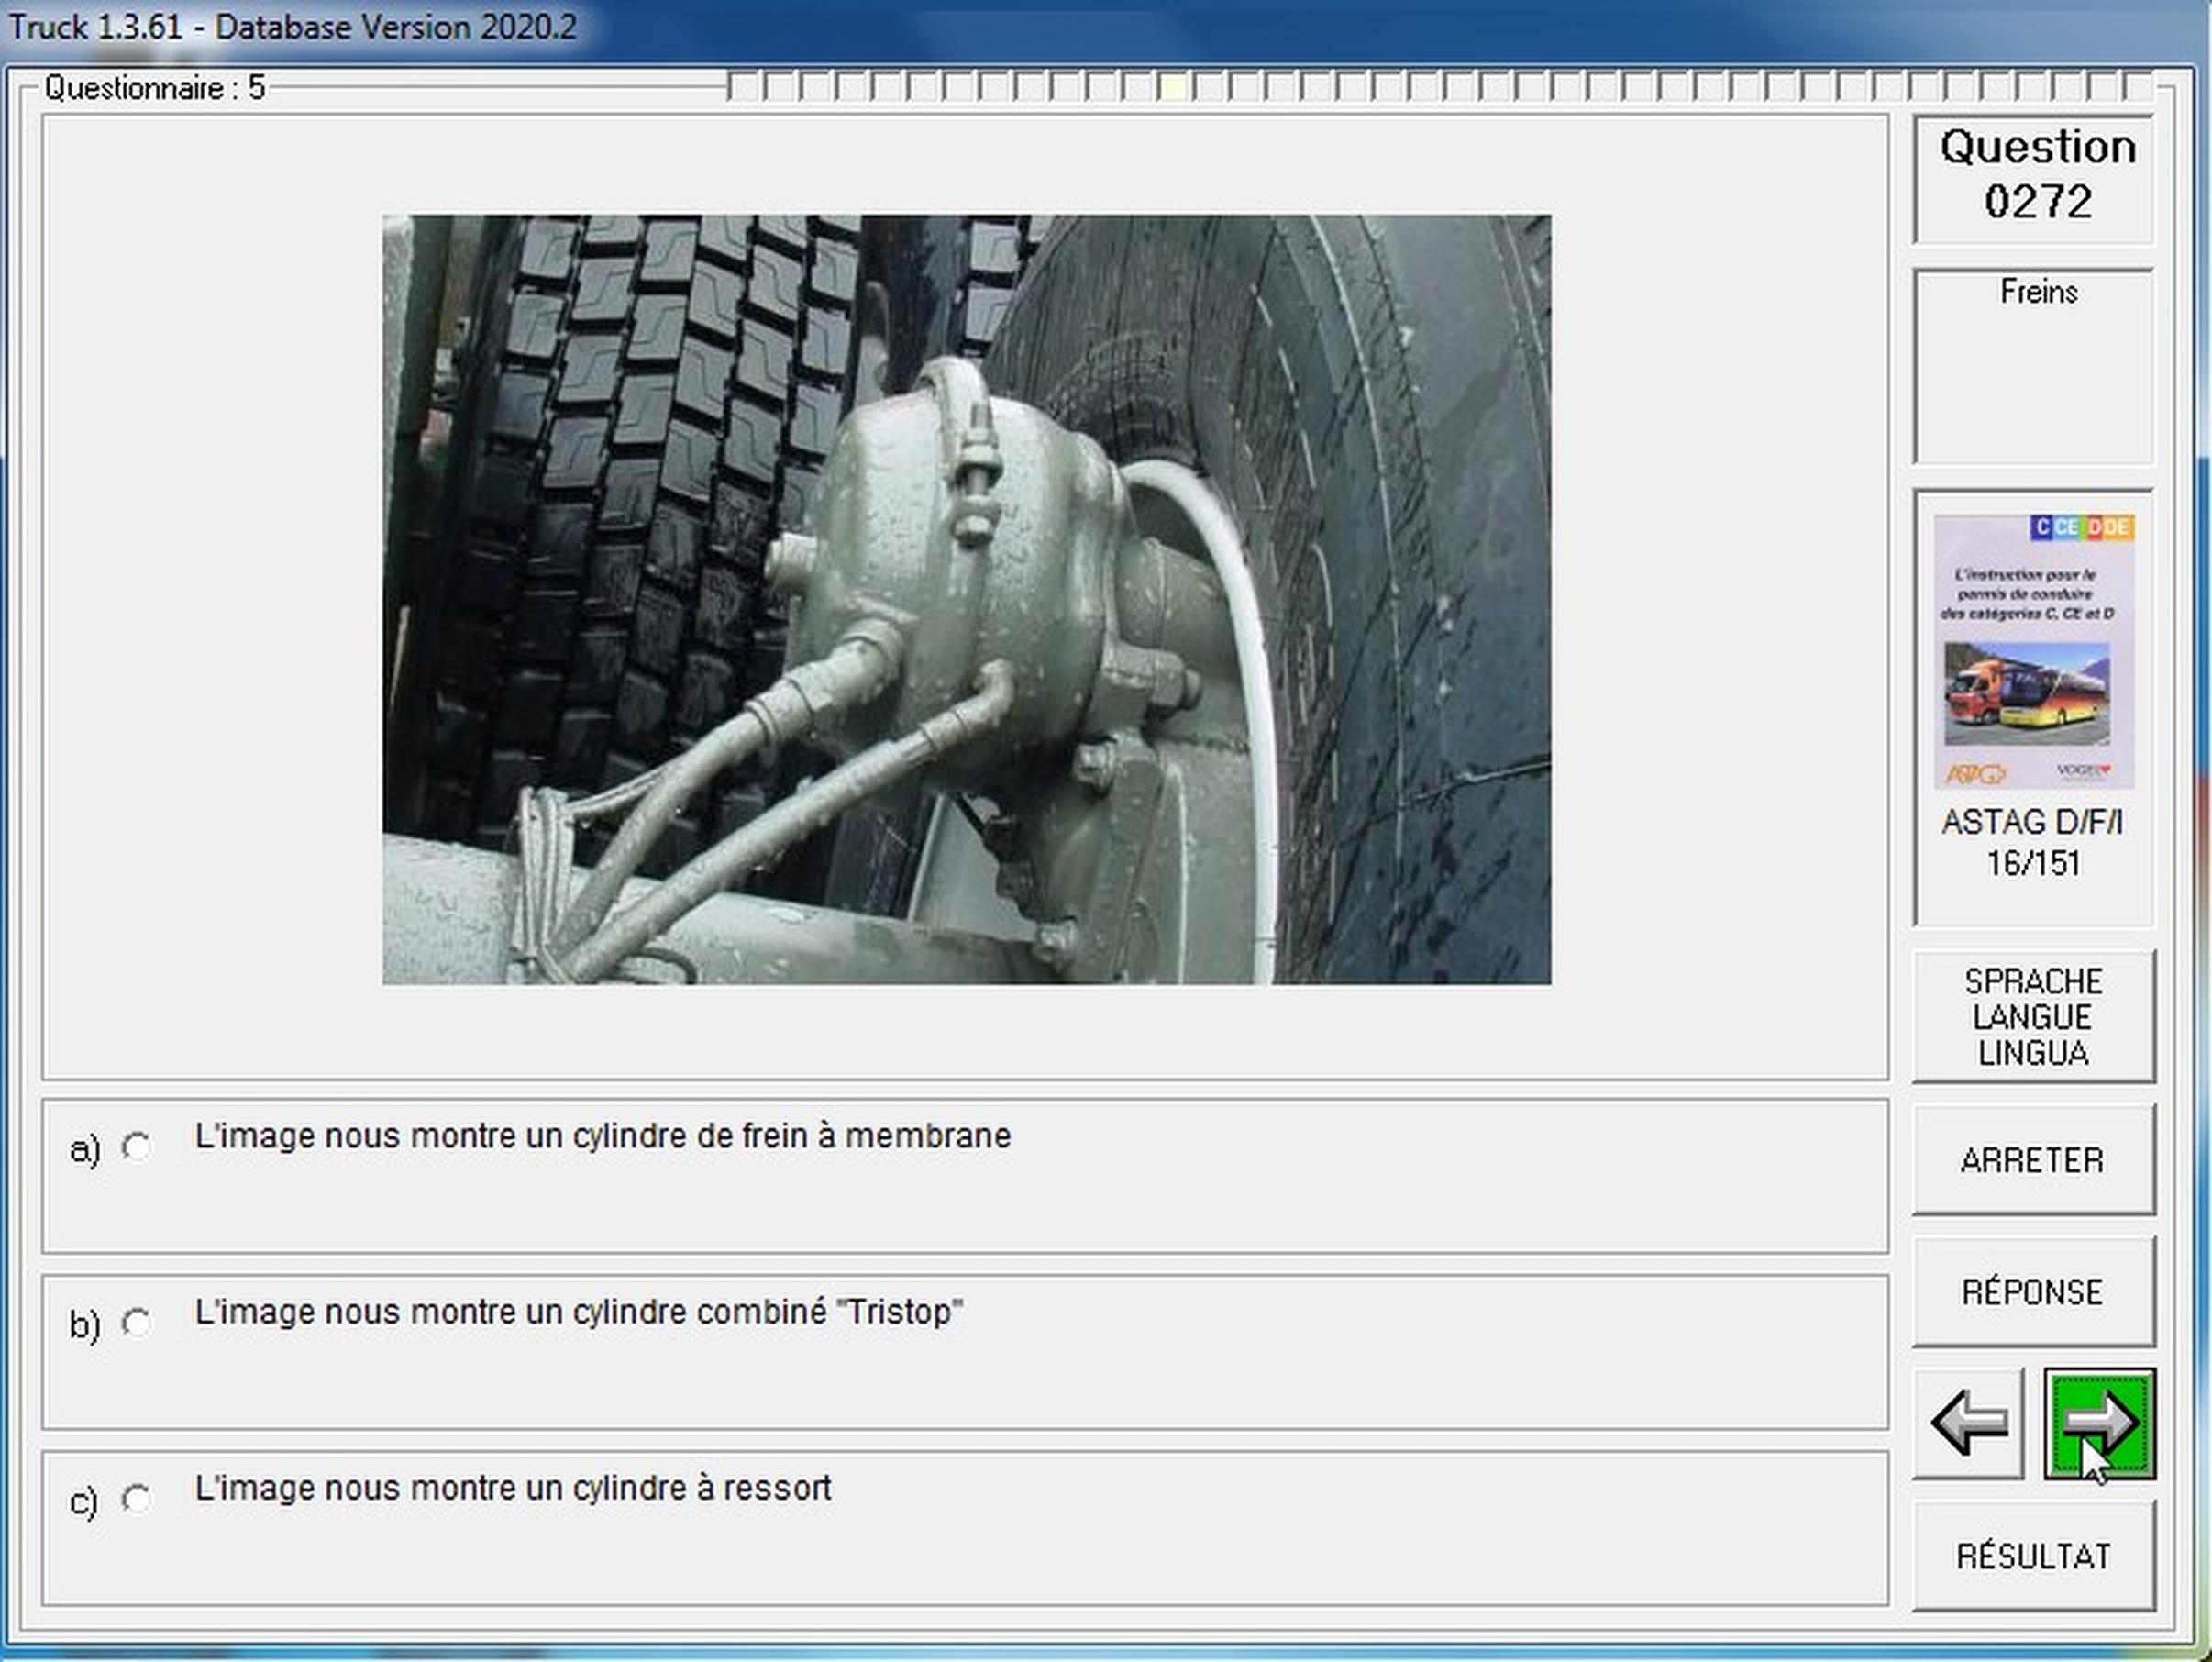 Truck 1.3.61 - Database Version 2020.2
Questionnaire : 5
Question
0272
Freins
C CE D DE
L'instruction pour le
permis de conduire
des catégories C, CE et D
ASTAG
VOGEL
ASTAG D/F/I
16/151
SPRACHE
LANGUE
LINGUA
a) L'image nous montre un cylindre de frein à membrane
ARRETER
b) L'image nous montre un cylindre combiné "Tristop"
RÉPONSE
c) L'image nous montre un cylindre à ressort
RÉSULTAT